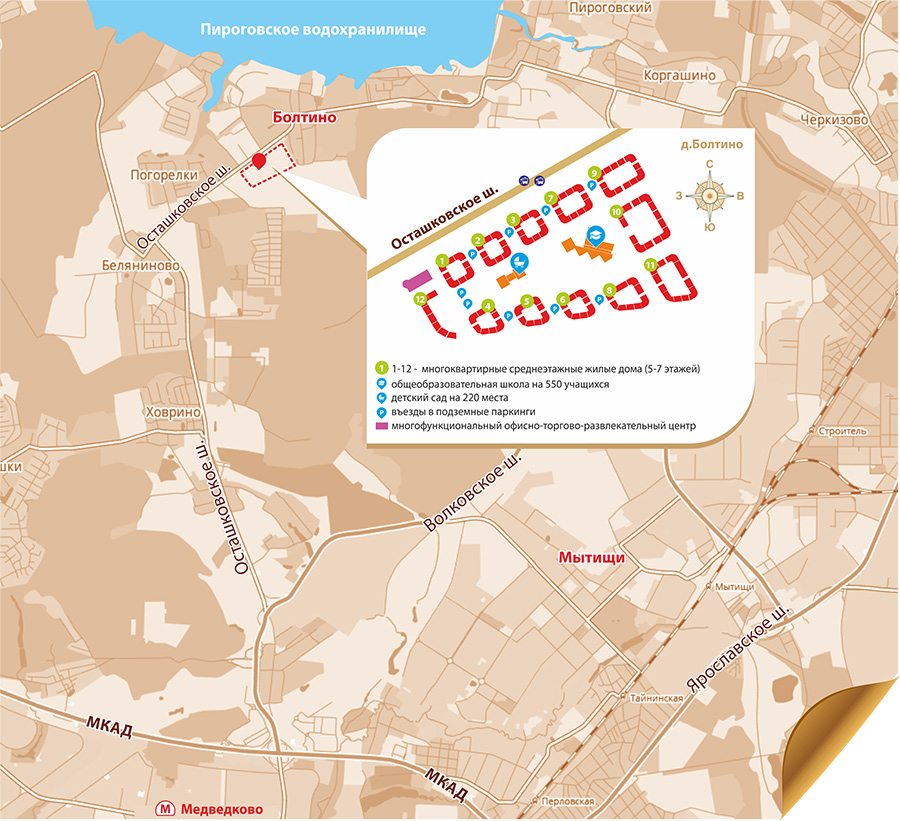 Пироговский
Пироговское водохранилище
Коргашино
Болтино
Черкизово
д.Болтино
С
З
В
Ю
Погорелки
Осташковское ш.
Осташковское ш.
Беляниново
1
2
3
7
9
10
11
12
4
5
6
8
P
P
P
P
P
P
P
P
P
1 1-12 - многоквартирные среднеэтажные жилые дома (5-7 этажей)
общеобразовательная школа на 550 учащихся
детский сад на 220 места
P въезды в подземные паркинги
многофункциональный офисно-торгово-развлекательный центр
Ховрино
Строитель
шки
Осташковское ш.
Волковское ш.
Мытищи
Мытищи
Ярославское ш.
Тайнинская
МКАД
МКАД
Перловская
М Медведково